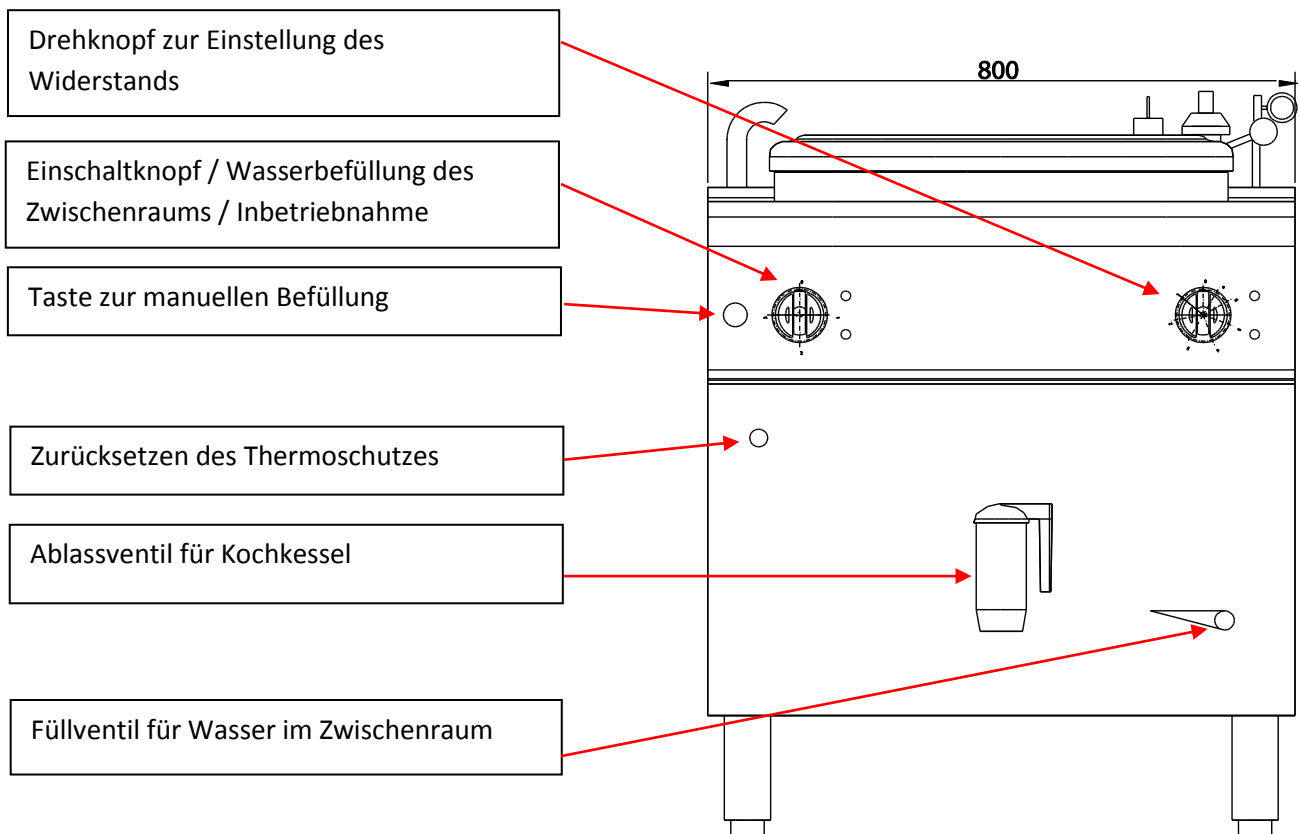 Drehknopf zur Einstellung des
Widerstands
800
Einschaltknopf / Wasserbefüllung des
Zwischenraums / Inbetriebnahme
Taste zur manuellen Befüllung
Zurücksetzen des Thermoschutzes
Ablassventil für Kochkessel
Füllventil für Wasser im Zwischenraum